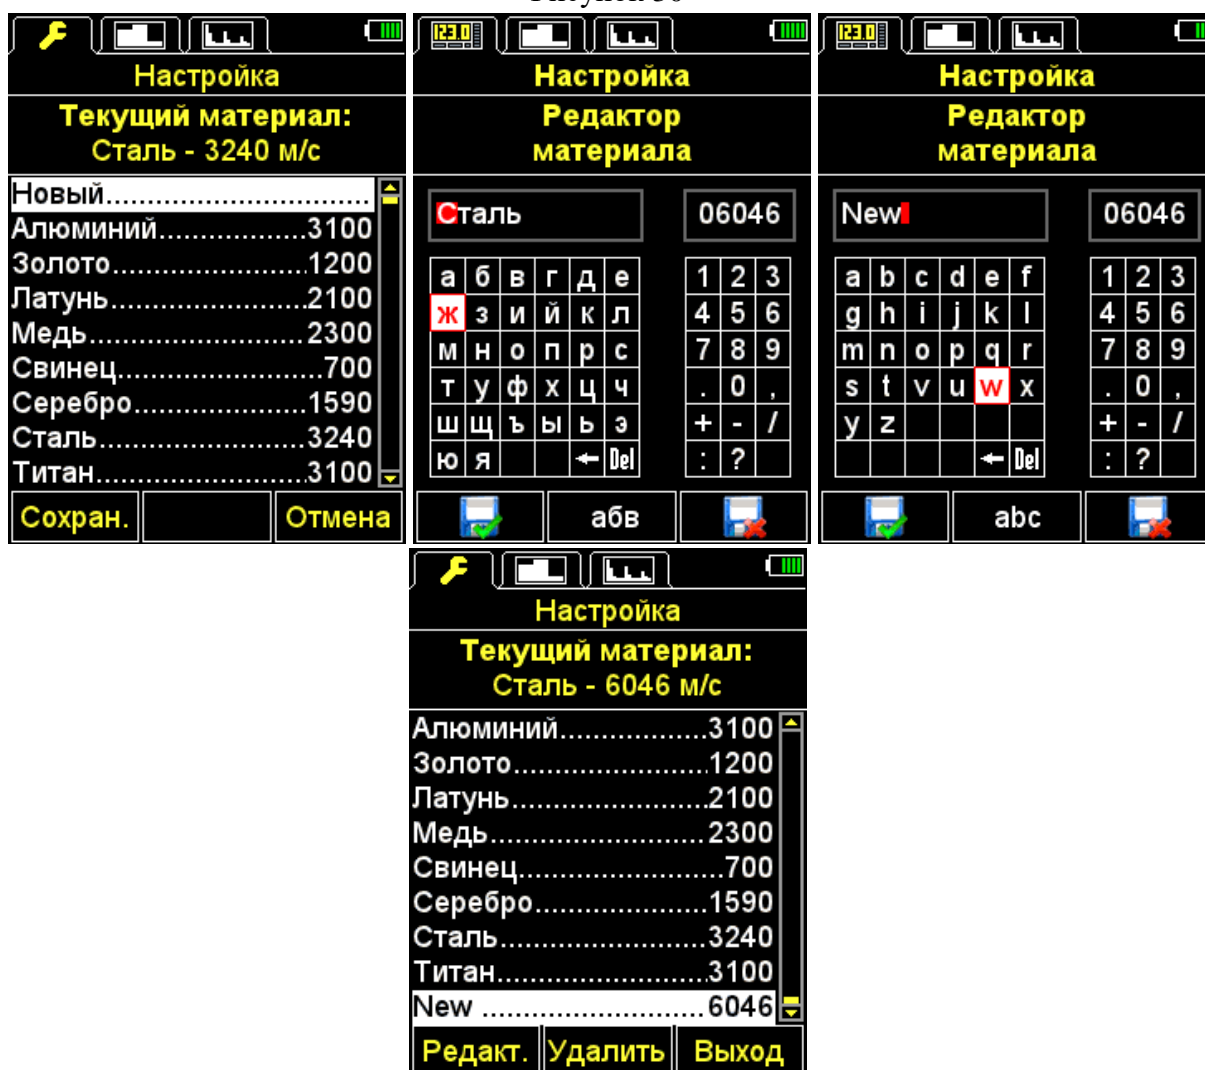 Настройка
Текущий материал:
Сталь - 3240 м/с
Новый..............................
Алюминий.................3100
Золото.......................1200
Латунь.......................2100
Медь.........................2300
Свинец.......................700
Серебро....................1590
Сталь........................3240
Титан.........................3100
Сохран. Отмена
123.0
Настройка
Редактор
материала
Сталь 06046
а б в г д е 1 2 3
ж з и й к л 4 5 6
м н о п р с 7 8 9
т у ф х ц ч . 0 ,
ш щ ъ ы ь э + - /
ю я ← Del : ?
абв
123.0
Настройка
Редактор
материала
New 06046
a b c d e f 1 2 3
g h i j k l 4 5 6
m n o p q r 7 8 9
s t v u w x . 0 ,
y z + - /
← Del : ?
abc
Настройка
Текущий материал:
Сталь - 6046 м/с
Алюминий.................3100
Золото.......................1200
Латунь.......................2100
Медь.........................2300
Свинец.......................700
Серебро....................1590
Сталь........................3240
Титан.........................3100
New ..........................6046
Редакт. Удалить Выход